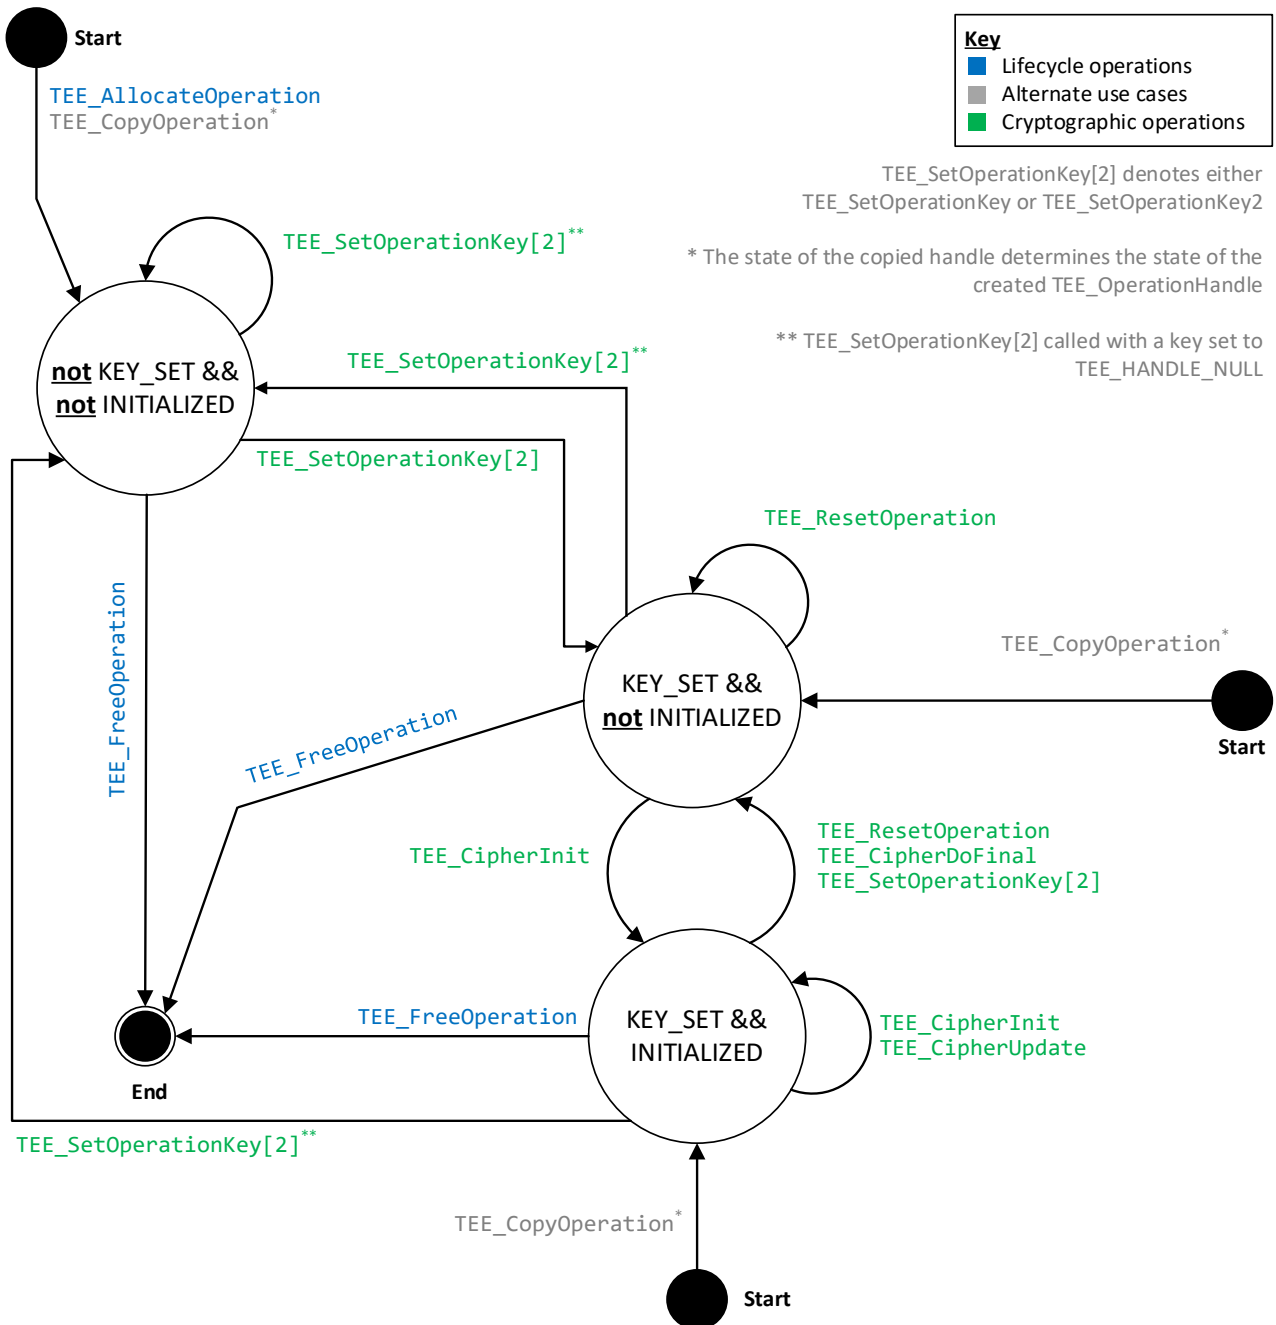 Start
Key
Lifecycle operations
Alternate use cases
Cryptographic operations
TEE_AllocateOperation
TEE_CopyOperation*
TEE_SetOperationKey[2] denotes either
TEE_SetOperationKey or TEE_SetOperationKey2
* The state of the copied handle determines the state of the
created TEE_OperationHandle
** TEE_SetOperationKey[2] called with a key set to
TEE_HANDLE_NULL
TEE_SetOperationKey[2]**
TEE_SetOperationKey[2]**
not KEY_SET &&
not INITIALIZED
TEE_SetOperationKey[2]
TEE_ResetOperation
TEE_FreeOperation
TEE_FreeOperation
KEY_SET &&
not INITIALIZED
TEE_CopyOperation*
Start
TEE_CipherInit
TEE_ResetOperation
TEE_CipherDoFinal
TEE_SetOperationKey[2]
TEE_FreeOperation
KEY_SET &&
INITIALIZED
TEE_CipherInit
TEE_CipherUpdate
End
TEE_SetOperationKey[2]**
TEE_CopyOperation*
Start